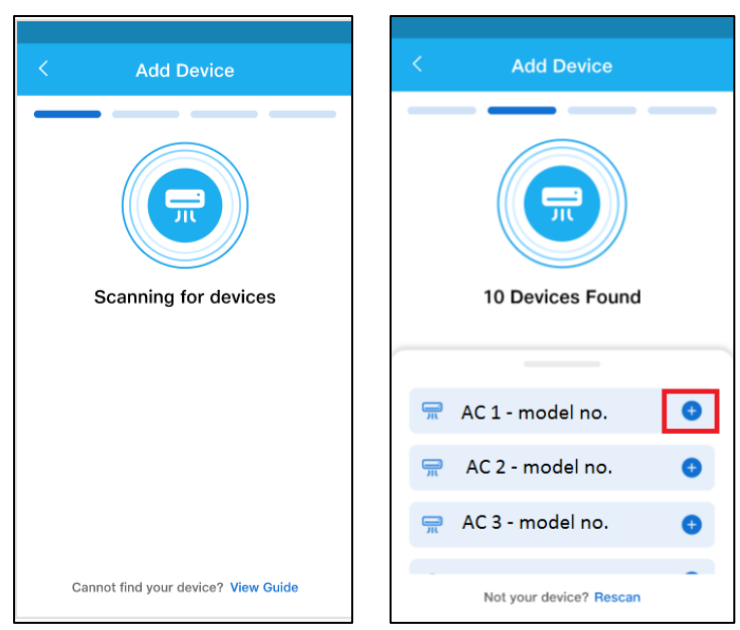 Add Device
Scanning for devices
Cannot find your device? View Guide
Add Device
10 Devices Found
AC 1 - model no.
AC 2 - model no.
AC 3 - model no.
Not your device? Rescan